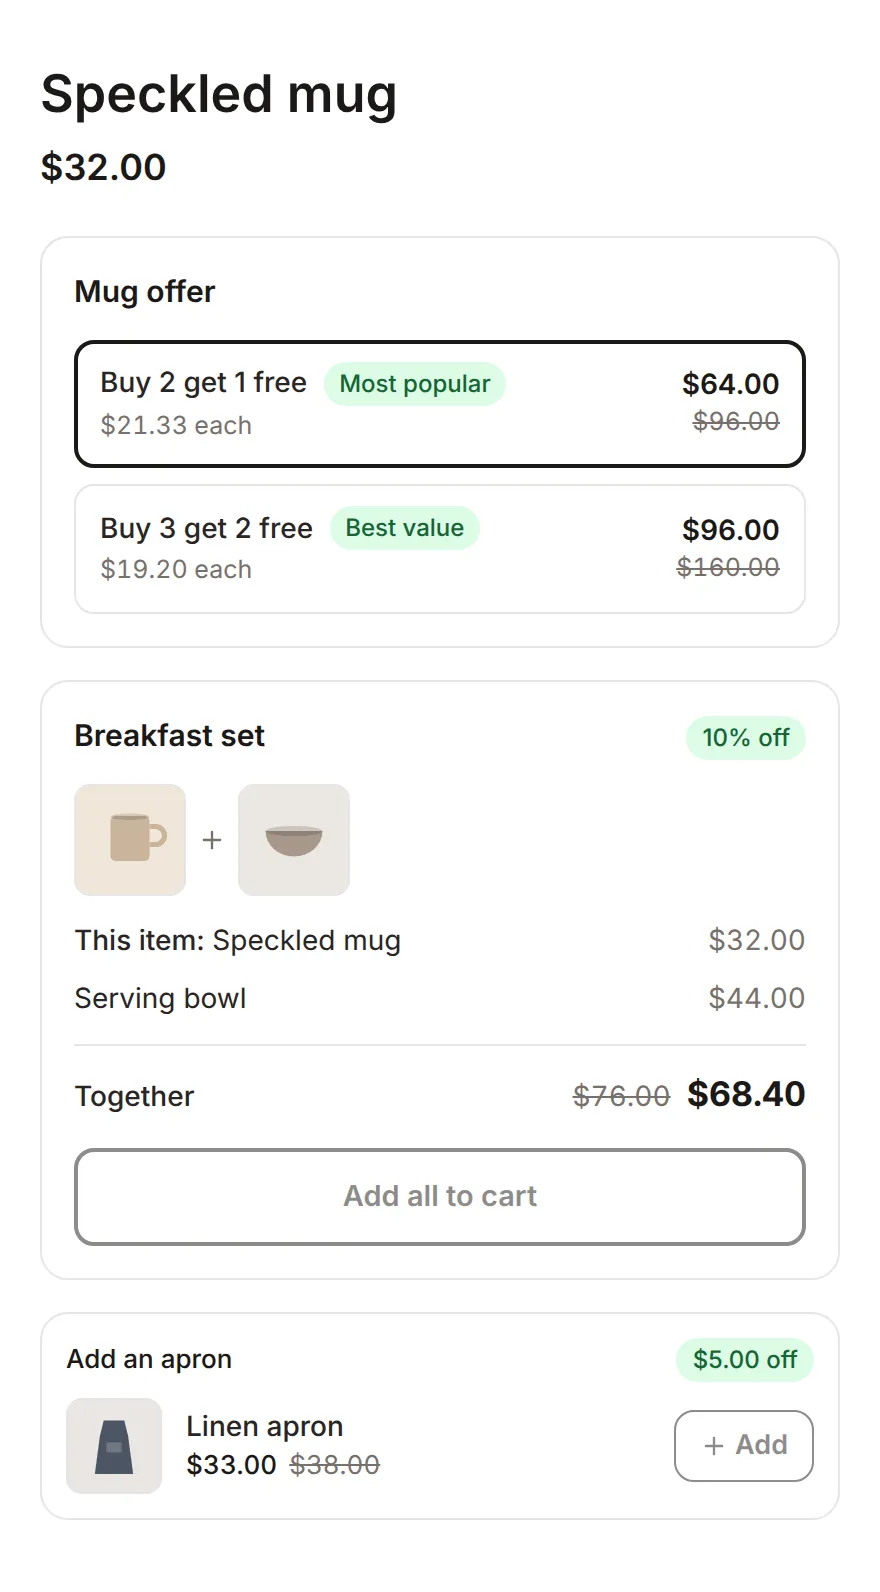 Speckled mug
$32.00
Mug offer
Buy 2 get 1 free Most popular $64.00
$21.33 each $96.00
Buy 3 get 2 free Best value $96.00
$19.20 each $160.00
Breakfast set 10% off
+
This item: Speckled mug $32.00
Serving bowl $44.00
Together $76.00 $68.40
Add all to cart
Add an apron $5.00 off
Linen apron
$33.00 $38.00
+ Add